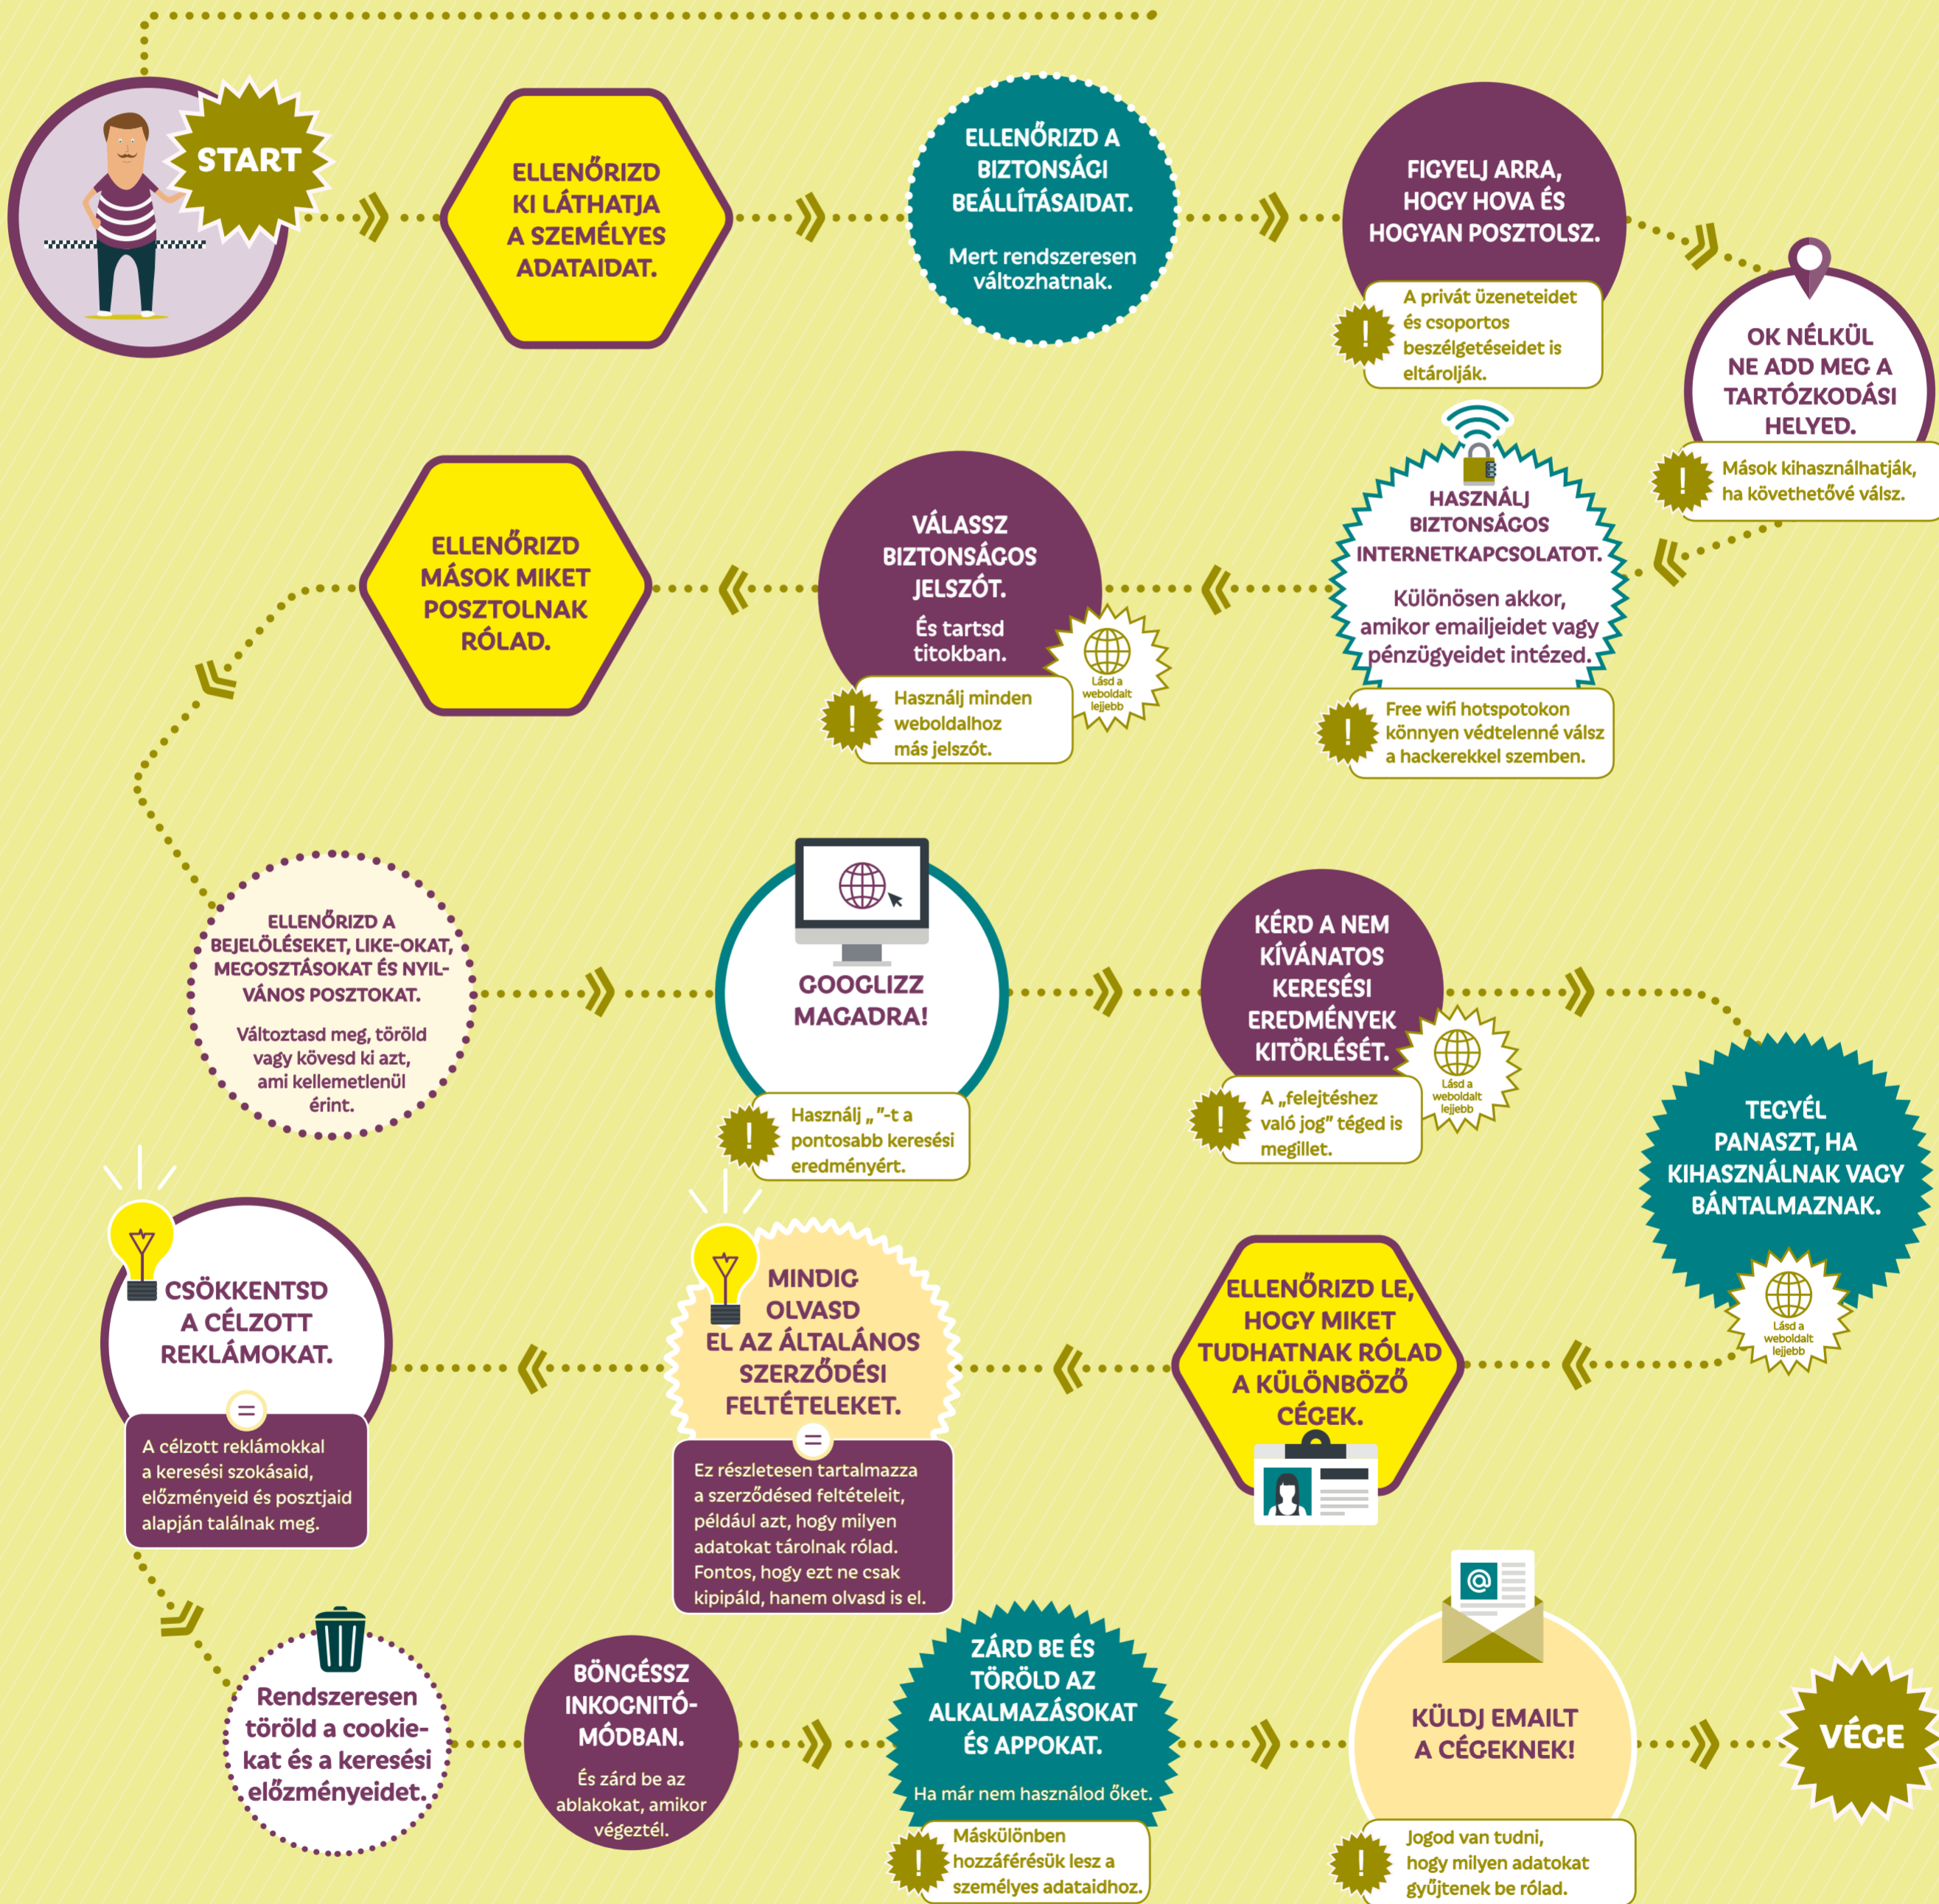 START
ELLENŐRIZD
KI LÁTHATJA
A SZEMÉLYES
ADATAIDAT.
ELLENŐRIZD A
BIZTONSÁGI
BEÁLLÍTÁSAIDAT.
Mert rendszeresen
változhatnak.
FIGYELJ ARRA,
HOGY HOVA ÉS
HOGYAN POSZTOLSZ.
!
A privát üzeneteidet
és csoportos
beszélgetéseidet is
eltárolják.
OK NÉLKÜL
NE ADD MEG A
TARTÓZKODÁSI
HELYED.
!
Mások kihasználhatják,
ha követhetővé válsz.
HASZNÁLJ
BIZTONSÁGOS
INTERNETKAPCSOLATOT.
Különösen akkor,
amikor emailjeidet vagy
pénzügyeidet intézed.
!
Free wifi hotspotokon
könnyen védtelenné válsz
a hackerekkel szemben.
VÁLASSZ
BIZTONSÁGOS
JELSZÓT.
És tartsd
titokban.
Lásd a
weboldalt
lejjebb
!
Használj minden
weboldalhoz
más jelszót.
ELLENŐRIZD
MÁSOK MIKET
POSZTOLNAK
RÓLAD.
ELLENŐRIZD A
BEJELÖLÉSEKET, LIKE-OKAT,
MEGOSZTÁSOKAT ÉS NYIL-
VÁNOS POSZTOKAT.
Változtasd meg, töröld
vagy kövesd ki azt,
ami kellemetlenül
érint.
GOOGLIZZ
MAGADRA!
!
Használj „ ”-t a
pontosabb keresési
eredményért.
KÉRD A NEM
KÍVÁNATOS
KERESÉSI
EREDMÉNYEK
KITÖRLÉSÉT.
Lásd a
weboldalt
lejjebb
!
A „felejtéshez
való jog” téged is
megillet.
TEGYÉL
PANASZT, HA
KIHASZNÁLNAK VAGY
BÁNTALMAZNAK.
Lásd a
weboldalt
lejjebb
ELLENŐRIZD LE,
HOGY MIKET
TUDHATNAK RÓLAD
A KÜLÖNBÖZŐ
CÉGEK.
MINDIG
OLVASD
EL AZ ÁLTALÁNOS
SZERZŐDÉSI
FELTÉTELEKET.
=
Ez részletesen tartalmazza
a szerződésed feltételeit,
például azt, hogy milyen
adatokat tárolnak rólad.
Fontos, hogy ezt ne csak
kipipáld, hanem olvasd is el.
CSÖKKENTSD
A CÉLZOTT
REKLÁMOKAT.
=
A célzott reklámokkal
a keresési szokásaid,
előzményeid és posztjaid
alapján találnak meg.
Rendszeresen
töröld a cookie-
kat és a keresési
előzményeidet.
BÖNGÉSSZ
INKOGNITÓ-
MÓDBAN.
És zárd be az
ablakokat, amikor
végeztél.
ZÁRD BE ÉS
TÖRÖLD AZ
ALKALMAZÁSOKAT
ÉS APPOKAT.
Ha már nem használod őket.
!
Máskülönben
hozzáférésük lesz a
személyes adataidhoz.
@
KÜLDJ EMAILT
A CÉGEKNEK!
!
Jogod van tudni,
hogy milyen adatokat
gyűjtenek be rólad.
VÉGE